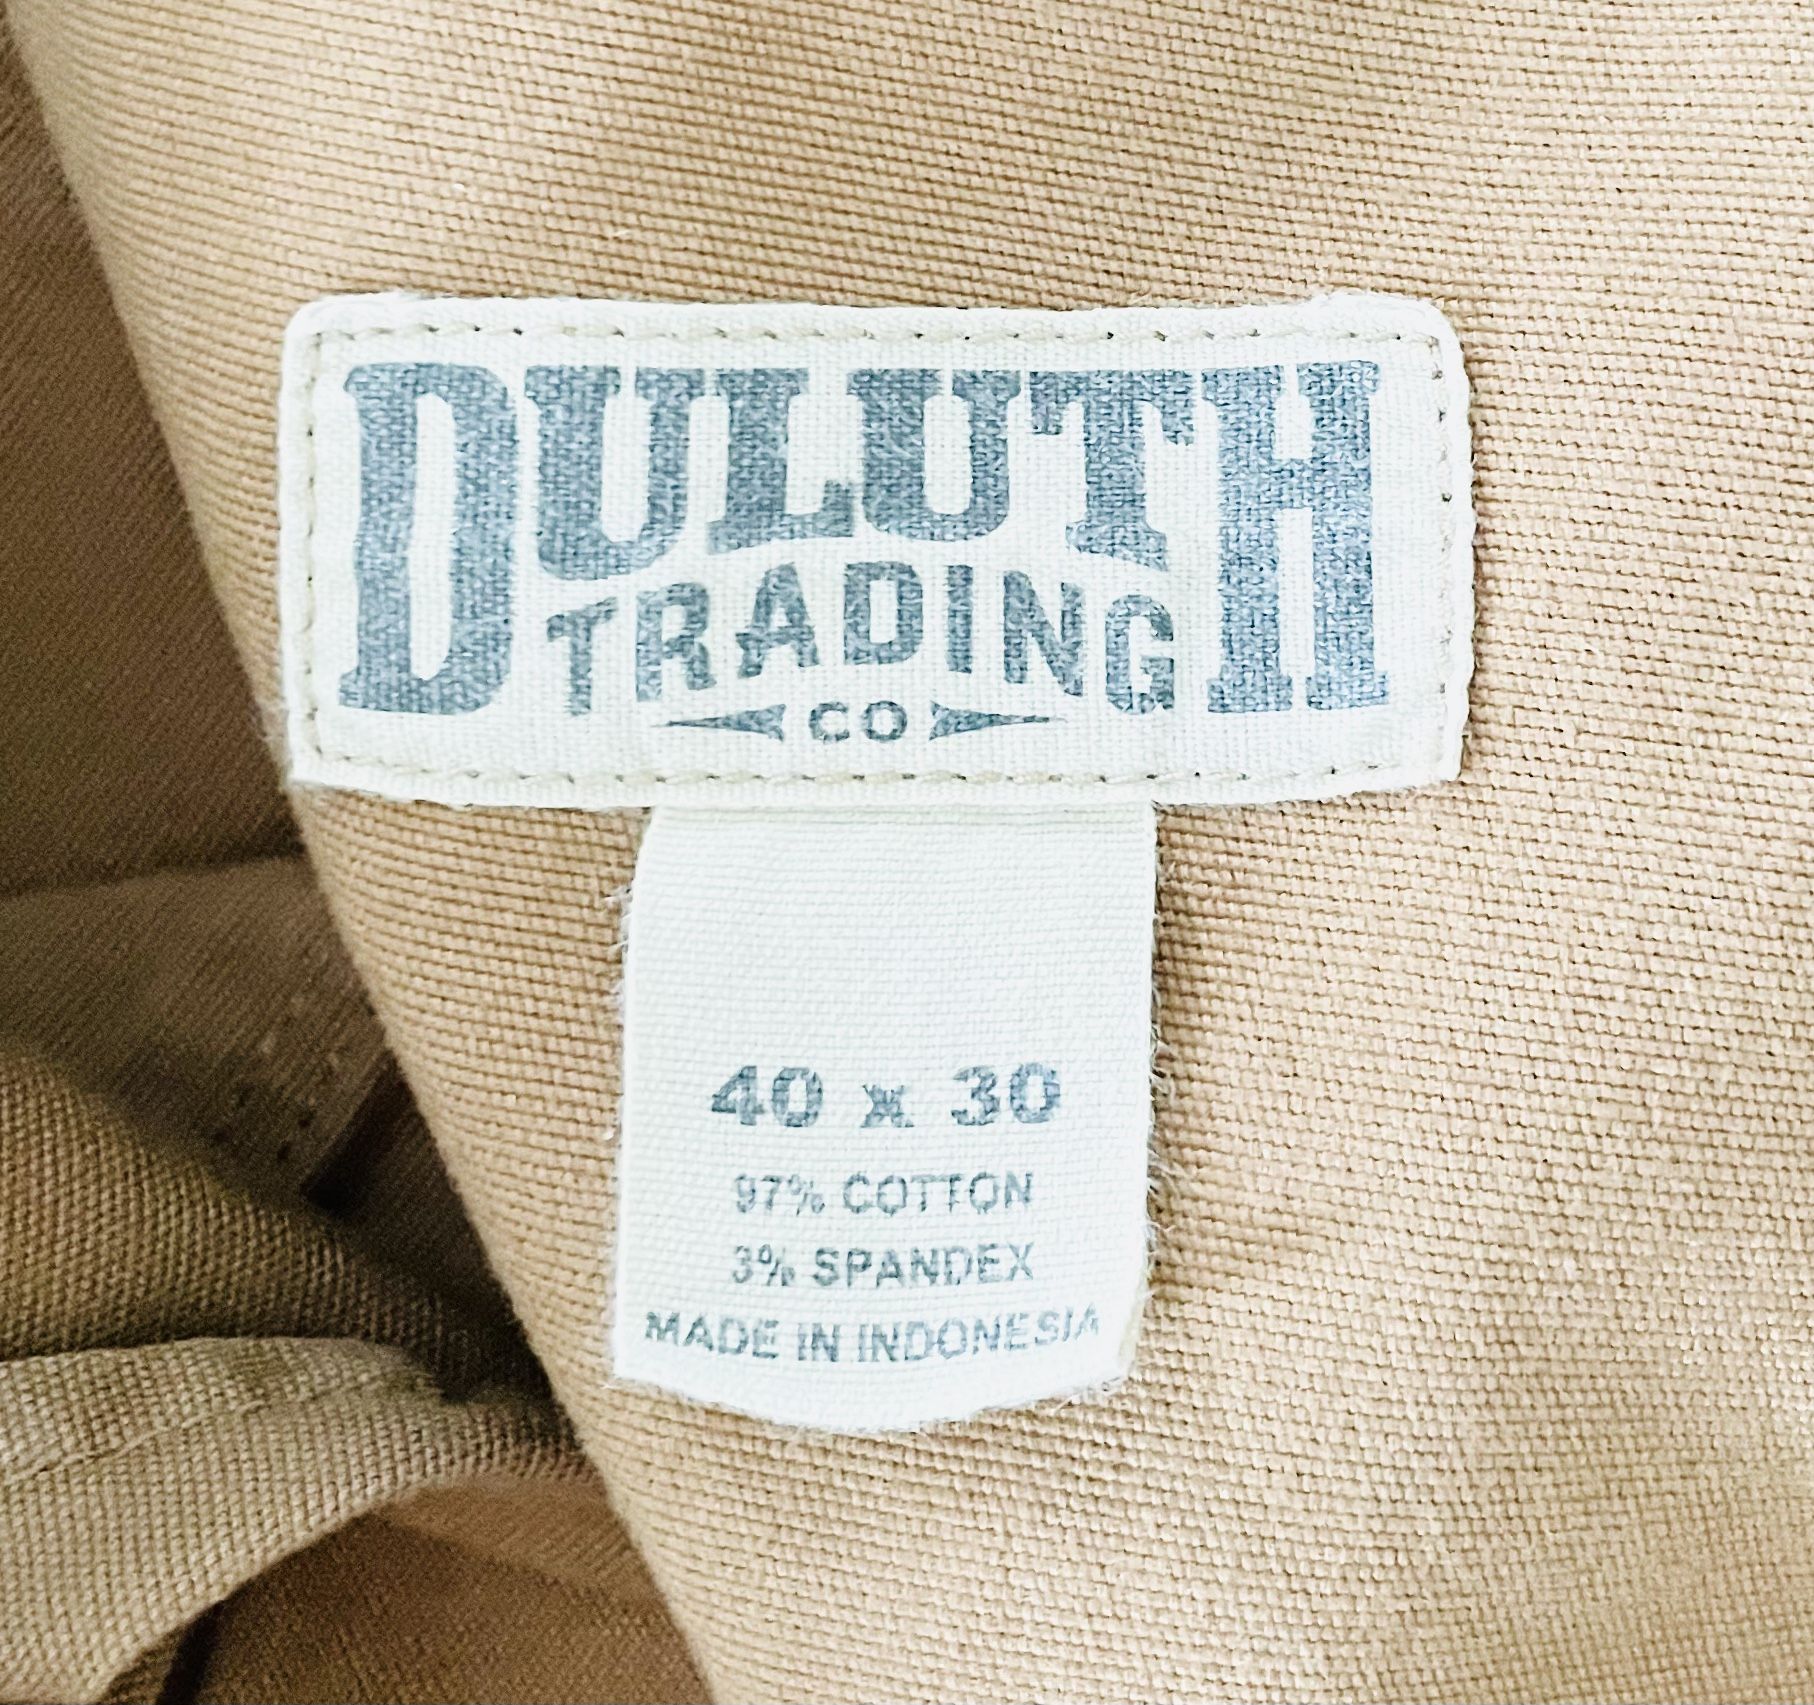 DULUTH
TRADING
CO
40 x 30
97% COTTON
3% SPANDEX
MADE IN INDONESIA